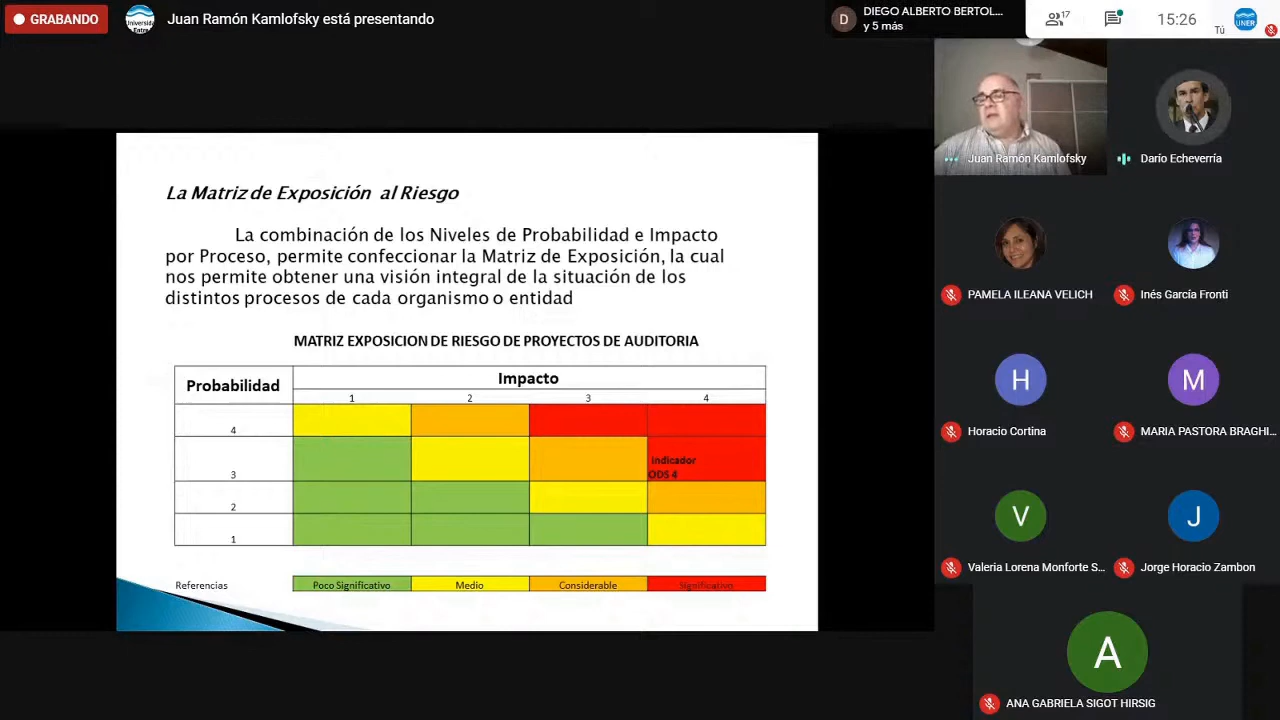 GRABANDO
Juan Ramón Kamlofsky está presentando
D
DIEGO ALBERTO BERTOL...
y 5 más
17
15:26
Tú
UNER
La Matriz de Exposición al Riesgo
La combinación de los Niveles de Probabilidad e Impacto
por Proceso, permite confeccionar la Matriz de Exposición, la cual
nos permite obtener una visión integral de la situación de los
distintos procesos de cada organismo o entidad
MATRIZ EXPOSICION DE RIESGO DE PROYECTOS DE AUDITORIA
Probabilidad
Impacto
1 2 3 4
4
3
Indicador
ODS 4
2
1
Referencias
Poco Significativo Medio Considerable Significativo
Juan Ramón Kamlofsky
Darío Echeverría
PAMELA ILEANA VELICH
Inés García Fronti
H
M
Horacio Cortina
MARIA PASTORA BRAGHI...
V
J
Valeria Lorena Monforte S...
Jorge Horacio Zambon
A
ANA GABRIELA SIGOT HIRSIG